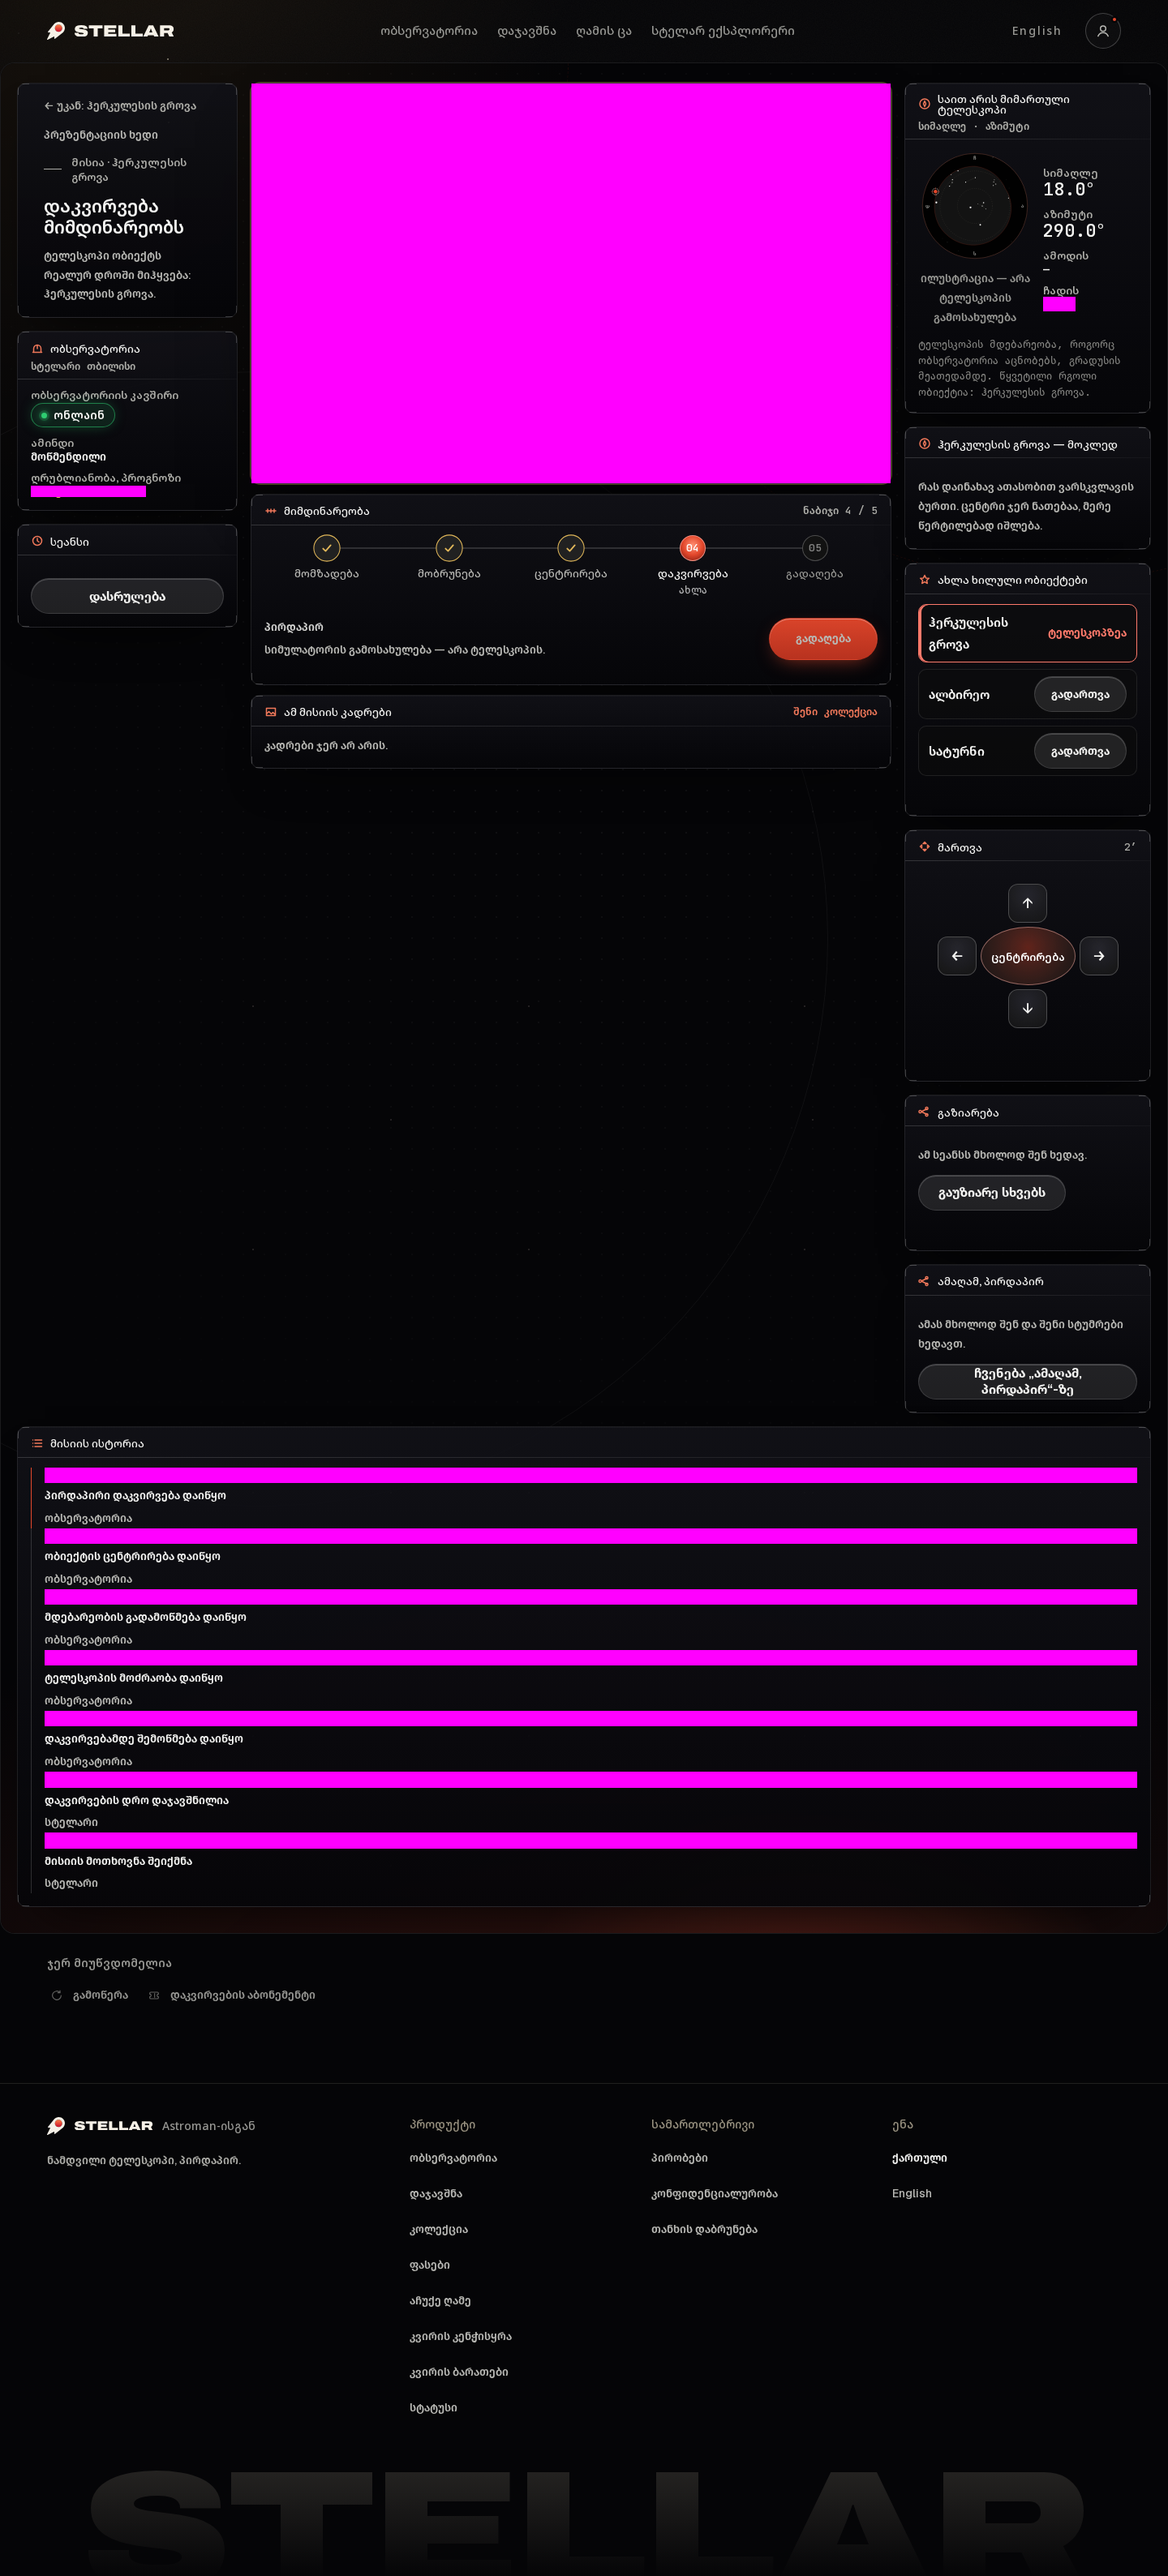 STELLAR
ობსერვატორია
დაჯავშნა
ღამის ცა
სტელარ ექსპლორერი
English
← უკან: ჰერკულესის გროვა
პრეზენტაციის ხედი
მისია · ჰერკულესის
გროვა
დაკვირვება
მიმდინარეობს
ტელესკოპი ობიექტს
რეალურ დროში მიჰყვება:
ჰერკულესის გროვა.
ობსერვატორია
სტელარი თბილისი
ობსერვატორიის კავშირი
ონლაინ
ამინდი
მოწმენდილი
ღრუბლიანობა, პროგნოზი
სეანსი
დასრულება
მიმდინარეობა
ნაბიჯი 4 / 5
04
05
მომზადება
მობრუნება
ცენტრირება
დაკვირვება
გადაღება
ახლა
პირდაპირ
სიმულატორის გამოსახულება — არა ტელესკოპის.
გადაღება
ამ მისიის კადრები
შენი კოლექცია
კადრები ჯერ არ არის.
საით არის მიმართული
ტელესკოპი
სიმაღლე · აზიმუტი
სიმაღლე
18.0°
აზიმუტი
290.0°
ამოდის
—
ჩადის
ილუსტრაცია — არა
ტელესკოპის
გამოსახულება
ტელესკოპის მდებარეობა, როგორც
ობსერვატორია აცნობებს, გრადუსის
მეათედამდე. წყვეტილი რგოლი
ობიექტია: ჰერკულესის გროვა.
ჰერკულესის გროვა — მოკლედ
რას დაინახავ ათასობით ვარსკვლავის
ბურთი. ცენტრი ჯერ ნათებაა, მერე
წერტილებად იშლება.
ახლა ხილული ობიექტები
ჰერკულესის
გროვა
ტელესკოპზეა
ალბირეო
გადართვა
სატურნი
გადართვა
მართვა
2′
↑
←
ცენტრირება
→
↓
გაზიარება
ამ სეანსს მხოლოდ შენ ხედავ.
გაუზიარე სხვებს
ამაღამ, პირდაპირ
ამას მხოლოდ შენ და შენი სტუმრები
ხედავთ.
ჩვენება „ამაღამ,
პირდაპირ“-ზე
მისიის ისტორია
პირდაპირი დაკვირვება დაიწყო
ობსერვატორია
ობიექტის ცენტრირება დაიწყო
ობსერვატორია
მდებარეობის გადამოწმება დაიწყო
ობსერვატორია
ტელესკოპის მოძრაობა დაიწყო
ობსერვატორია
დაკვირვებამდე შემოწმება დაიწყო
ობსერვატორია
დაკვირვების დრო დაჯავშნილია
სტელარი
მისიის მოთხოვნა შეიქმნა
სტელარი
ჯერ მიუწვდომელია
გამოწერა
დაკვირვების აბონემენტი
STELLAR Astroman-ისგან
ნამდვილი ტელესკოპი, პირდაპირ.
პროდუქტი
ობსერვატორია
დაჯავშნა
კოლექცია
ფასები
აჩუქე ღამე
კვირის კენჭისყრა
კვირის ბარათები
სტატუსი
სამართლებრივი
პირობები
კონფიდენციალურობა
თანხის დაბრუნება
ენა
ქართული
English
STELLAR